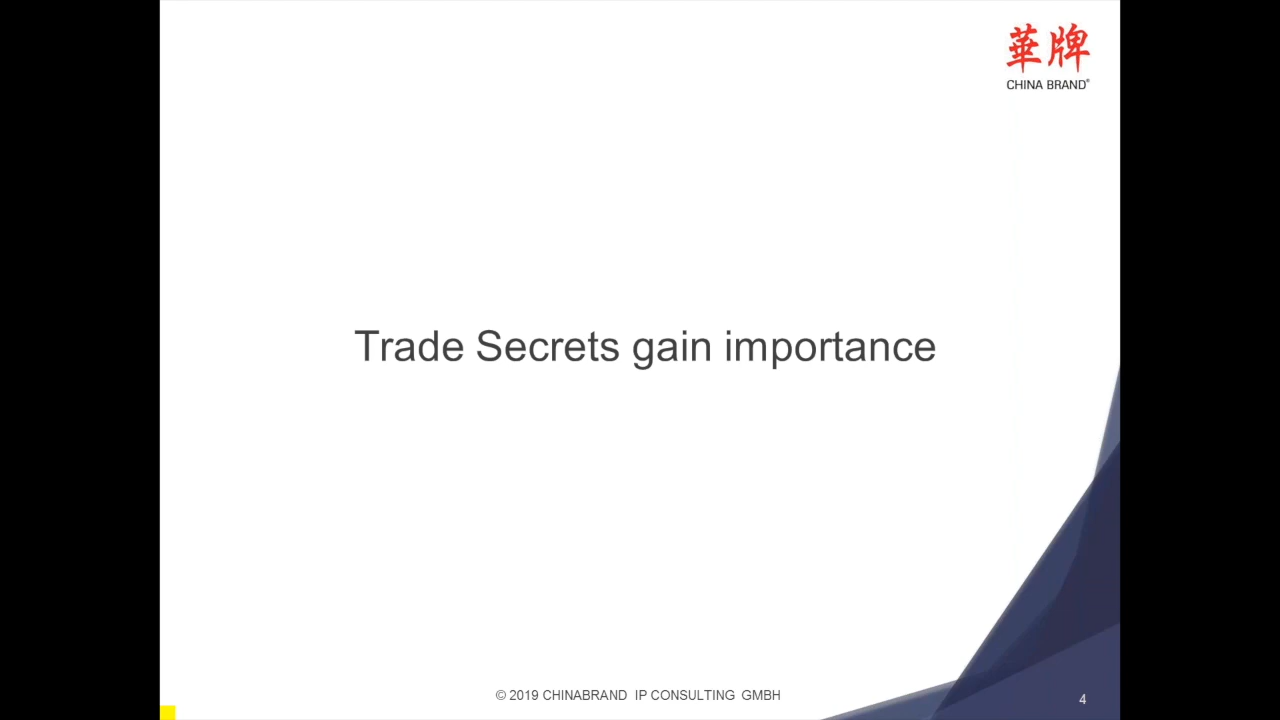 華牌
CHINA BRAND®
Trade Secrets gain importance
© 2019 CHINABRAND IP CONSULTING GMBH
4